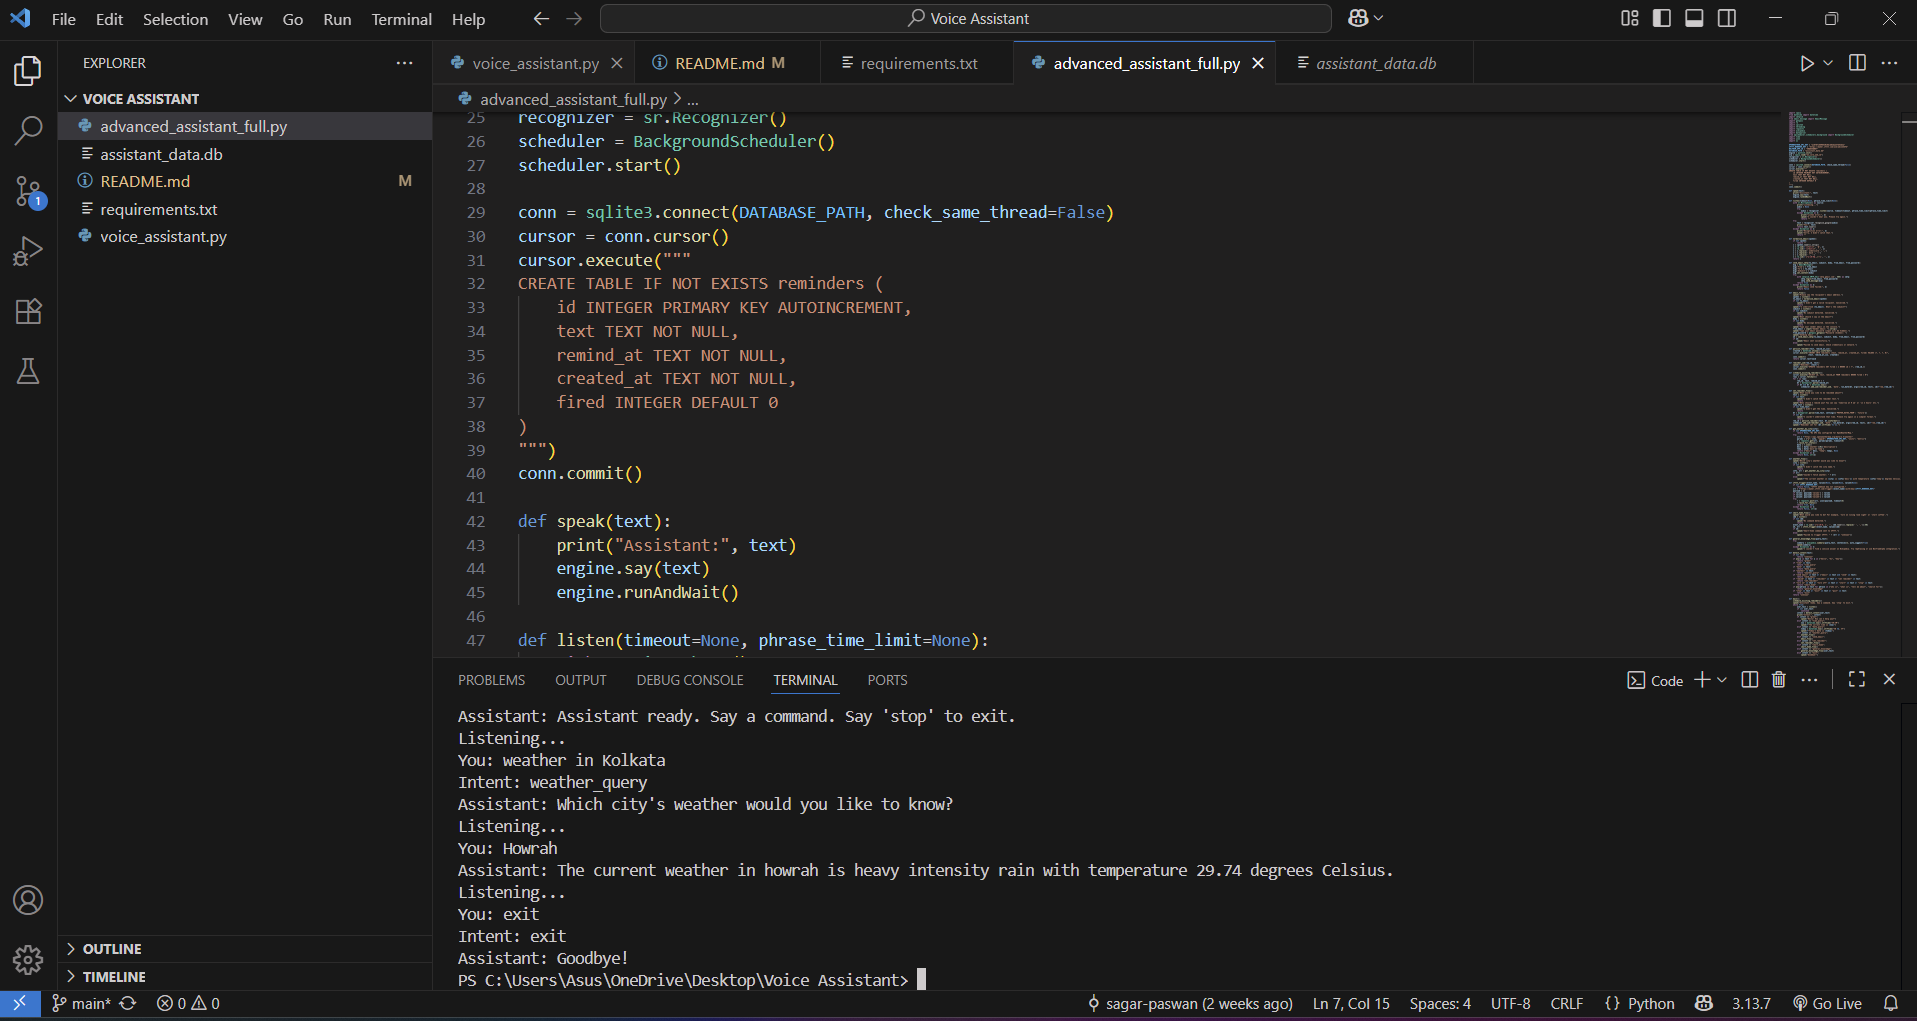 File Edit Selection View Go Run Terminal Help
Voice Assistant
EXPLORER
VOICE ASSISTANT
advanced_assistant_full.py
assistant_data.db
README.md M
requirements.txt
voice_assistant.py
OUTLINE
TIMELINE
1
voice_assistant.py README.md M requirements.txt advanced_assistant_full.py assistant_data.db
advanced_assistant_full.py > ...
25 recognizer = sr.Recognizer()
26 scheduler = BackgroundScheduler()
27 scheduler.start()
28
29 conn = sqlite3.connect(DATABASE_PATH, check_same_thread=False)
30 cursor = conn.cursor()
31 cursor.execute("""
32 CREATE TABLE IF NOT EXISTS reminders (
33 id INTEGER PRIMARY KEY AUTOINCREMENT,
34 text TEXT NOT NULL,
35 remind_at TEXT NOT NULL,
36 created_at TEXT NOT NULL,
37 fired INTEGER DEFAULT 0
38 )
39 """)
40 conn.commit()
41
42 def speak(text):
43 print("Assistant:", text)
44 engine.say(text)
45 engine.runAndWait()
46
47 def listen(timeout=None, phrase_time_limit=None):
PROBLEMS OUTPUT DEBUG CONSOLE TERMINAL PORTS
Code
Assistant: Assistant ready. Say a command. Say 'stop' to exit.
Listening...
You: weather in Kolkata
Intent: weather_query
Assistant: Which city's weather would you like to know?
Listening...
You: Howrah
Assistant: The current weather in howrah is heavy intensity rain with temperature 29.74 degrees Celsius.
Listening...
You: exit
Intent: exit
Assistant: Goodbye!
PS C:\Users\Asus\OneDrive\Desktop\Voice Assistant>
main* 0 0 sagar-paswan (2 weeks ago) Ln 7, Col 15 Spaces: 4 UTF-8 CRLF {} Python 3.13.7 Go Live